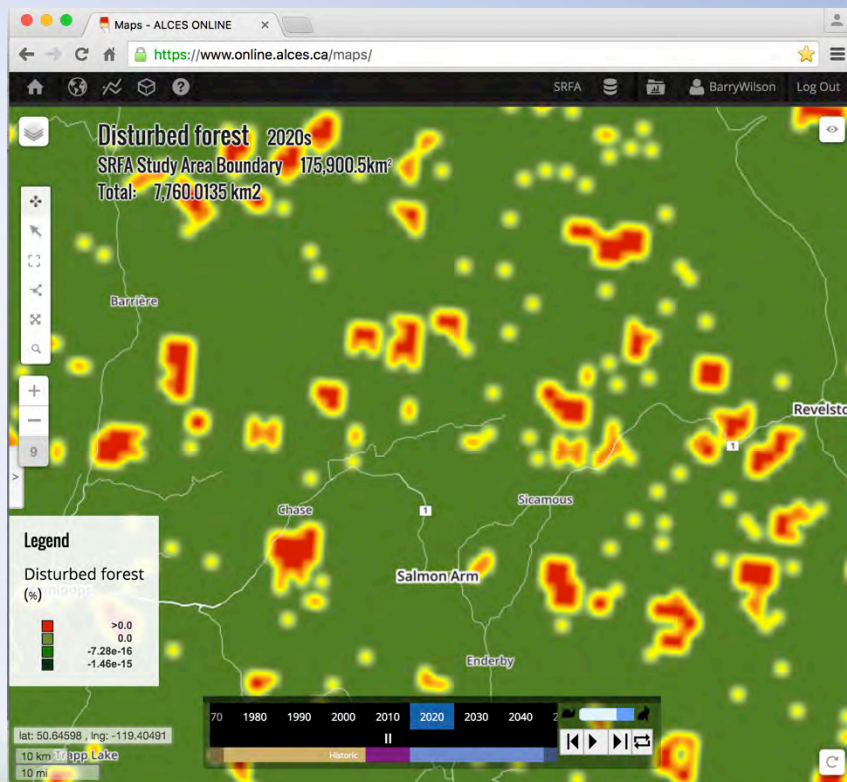 Maps - ALCES ONLINE
https://www.online.alces.ca/maps/
SRFA
BarryWilson
Log Out
Disturbed forest 2020s
SRFA Study Area Boundary 175,900.5km²
Total: 7,760.0135 km2
Barrière
Revelsto
1
Chase
1
Sicamous
Salmon Arm
Enderby
+
−
9
>
Legend
Disturbed forest
(%)
>0.0
0.0
-7.28e-16
-1.46e-15
70 1980 1990 2000 2010 2020 2030 2040 2
Historic
lat: 50.64598 , lng: -119.40491
10 km Trapp Lake
10 mi